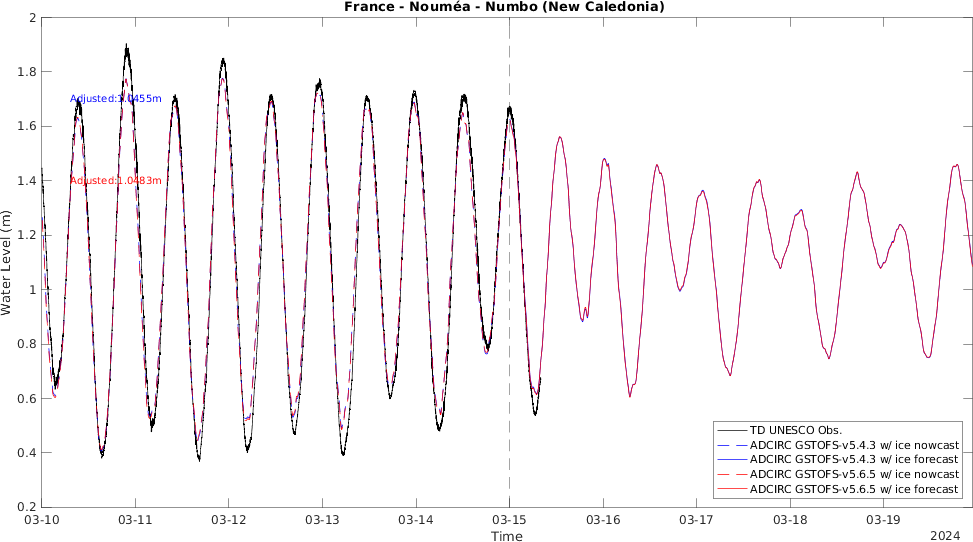 France - Nouméa - Numbo (New Caledonia)
2
1.8
1.6
1.4
1.2
1
0.8
0.6
0.4
0.2
Water Level (m)
Adjusted:1.0455m
Adjusted:1.0483m
TD UNESCO Obs.
ADCIRC GSTOFS-v5.4.3 w/ ice nowcast
ADCIRC GSTOFS-v5.4.3 w/ ice forecast
ADCIRC GSTOFS-v5.6.5 w/ ice nowcast
ADCIRC GSTOFS-v5.6.5 w/ ice forecast
03-10 03-11 03-12 03-13 03-14 03-15 03-16 03-17 03-18 03-19
Time
2024